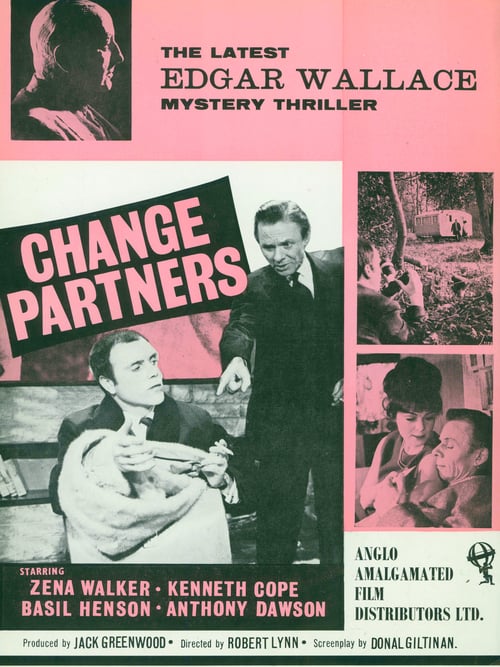 THE LATEST
EDGAR WALLACE
MYSTERY THRILLER
CHANGE
PARTNERS
STARRING
ZENA WALKER • KENNETH COPE
BASIL HENSON • ANTHONY DAWSON
ANGLO
AMALGAMATED
FILM
DISTRIBUTORS LTD.
Produced by JACK GREENWOOD • Directed by ROBERT LYNN • Screenplay by DONAL GILTINAN.